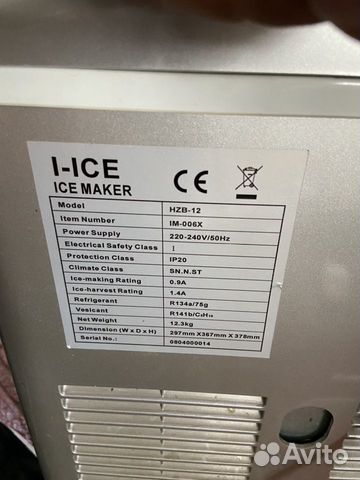 I-ICE
ICE MAKER
CE
Model HZB-12
Item Number IM-006X
Power Supply 220-240V/50Hz
Electrical Safety Class I
Protection Class IP20
Climate Class SN.N.ST
Ice-making Rating 0.9A
Ice-harvest Rating 1.4A
Refrigerant R134a/75g
Vesicant R141b/C₅H₁₀
Net Weight 12.3kg
Dimension (W x D x H) 297mm X367mm X 378mm
Serial No.: 0804000014
Avito